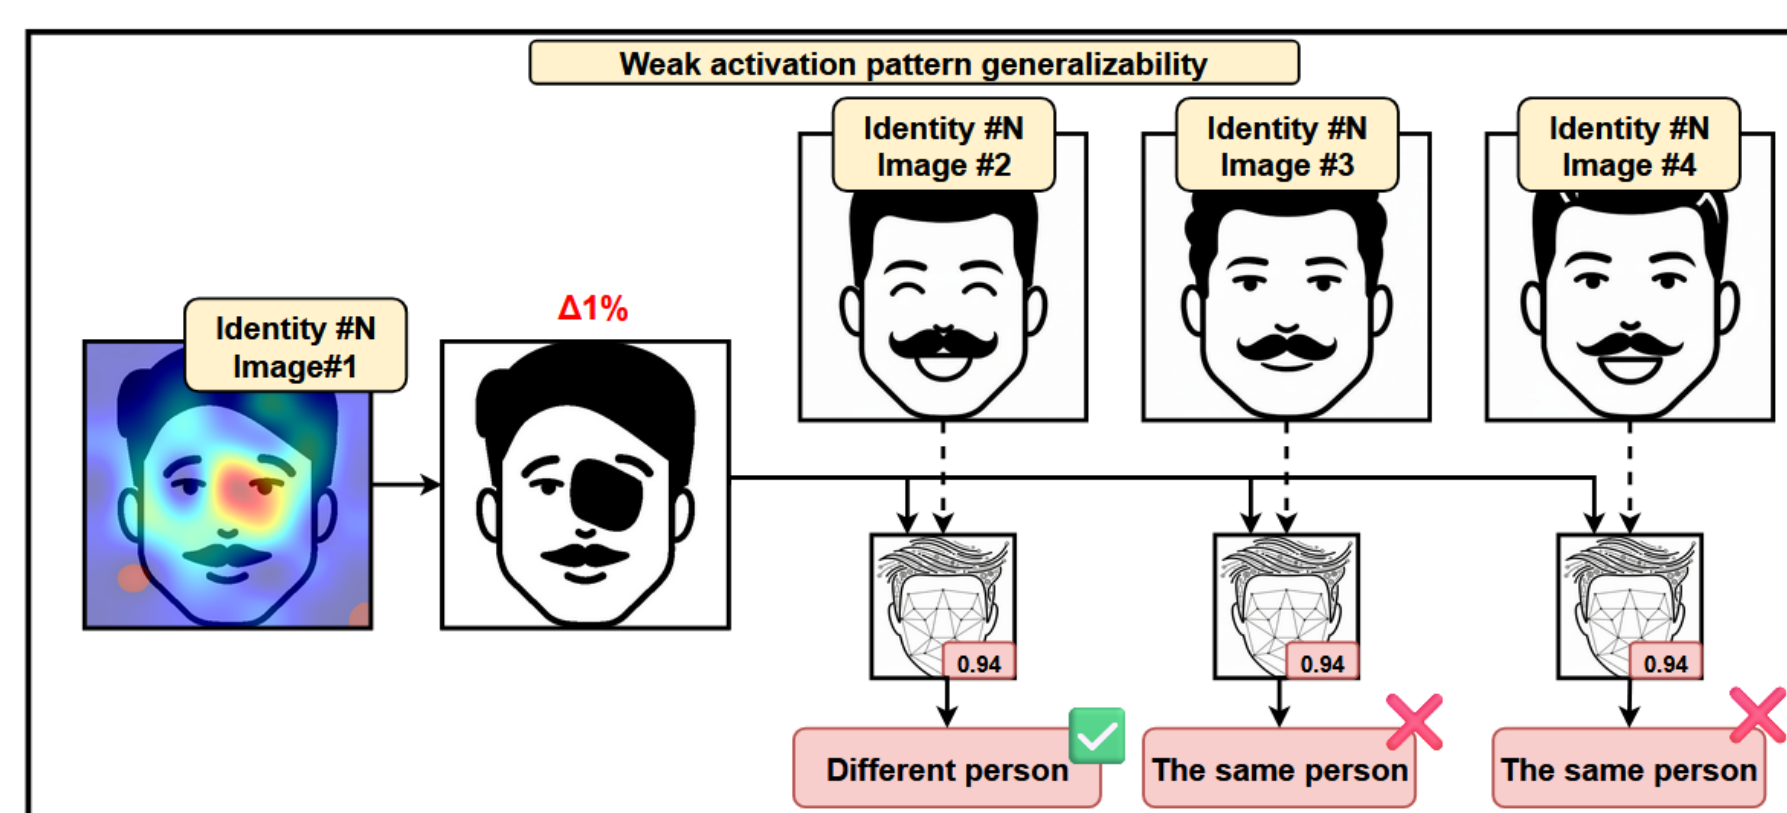 Weak activation pattern generalizability
Identity #N
Image #2
Identity #N
Image #3
Identity #N
Image #4
Identity #N
Image#1
Δ1%
0.94
0.94
0.94
Different person
The same person
The same person